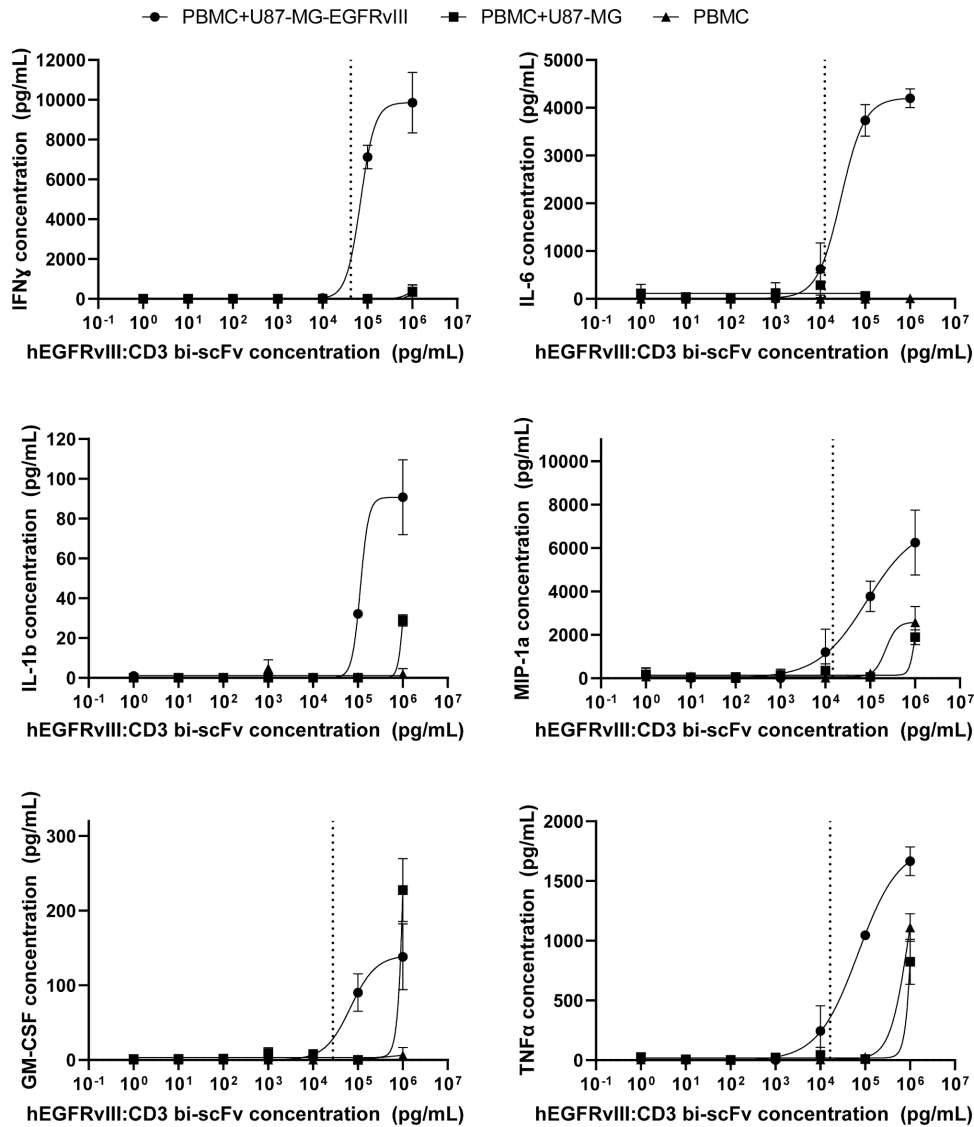 PBMC+U87-MG-EGFRvIII PBMC+U87-MG PBMC
IFNɣ concentration (pg/mL)
12000
10000
8000
6000
4000
2000
0
10-1 100 101 102 103 104 105 106 107
hEGFRvIII:CD3 bi-scFv concentration (pg/mL)
IL-6 concentration (pg/mL)
5000
4000
3000
2000
1000
0
10-1 100 101 102 103 104 105 106 107
hEGFRvIII:CD3 bi-scFv concentration (pg/mL)
IL-1b concentration (pg/mL)
120
100
80
60
40
20
0
10-1 100 101 102 103 104 105 106 107
hEGFRvIII:CD3 bi-scFv concentration (pg/mL)
MIP-1a concentration (pg/mL)
10000
8000
6000
4000
2000
0
10-1 100 101 102 103 104 105 106 107
hEGFRvIII:CD3 bi-scFv concentration (pg/mL)
GM-CSF concentration (pg/mL)
300
200
100
0
10-1 100 101 102 103 104 105 106 107
hEGFRvIII:CD3 bi-scFv concentration (pg/mL)
TNFα concentration (pg/mL)
2000
1500
1000
500
0
10-1 100 101 102 103 104 105 106 107
hEGFRvIII:CD3 bi-scFv concentration (pg/mL)